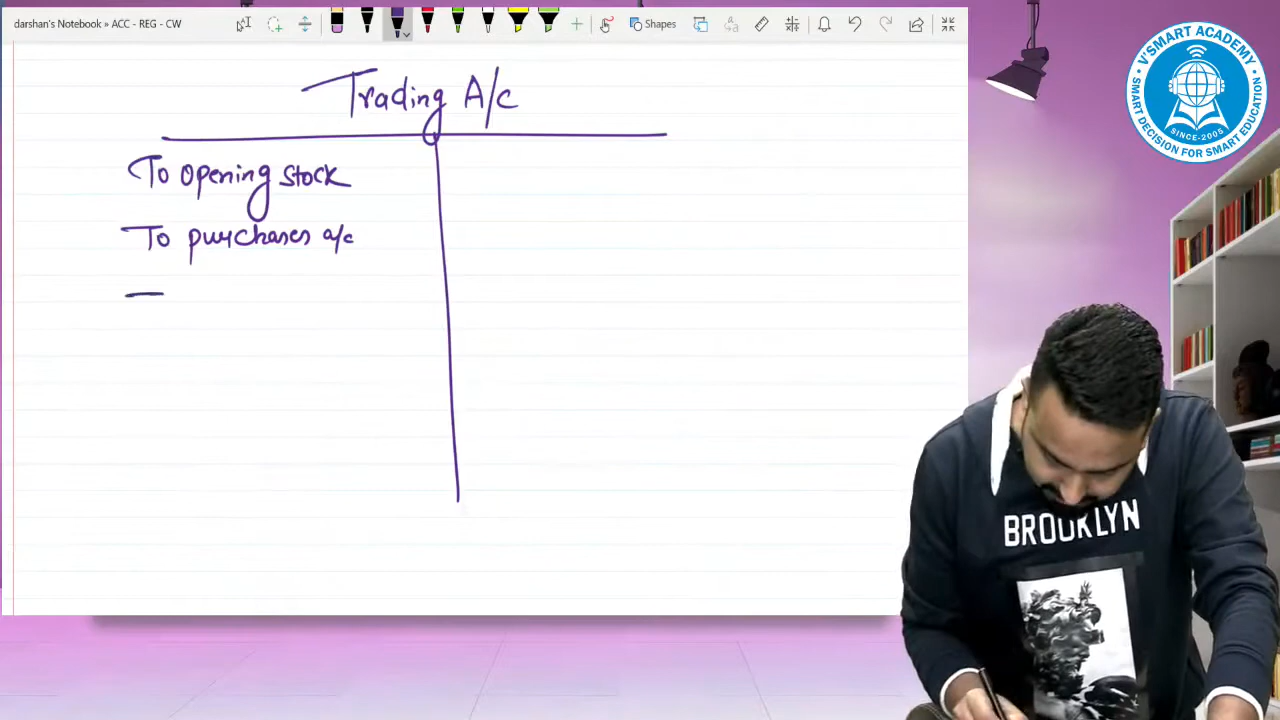 darshan's Notebook » ACC - REG - CW
Shapes
Trading A/c
To opening stock
To purchases a/c
V'SMART ACADEMY
SINCE-2005
SMART DECISION FOR SMART EDUCATION
BROOKLYN